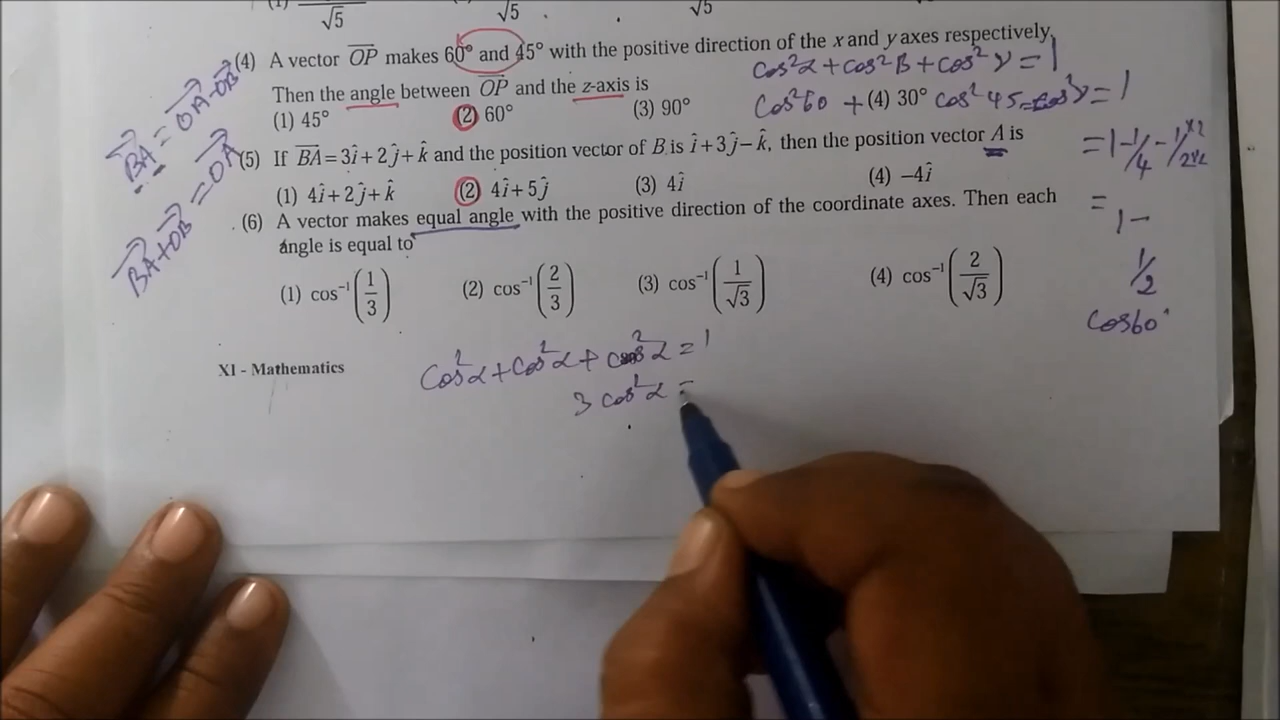 √5 √5 √5
(4) A vector OP makes 60° and 45° with the positive direction of the x and y axes respectively.
Then the angle between OP and the z-axis is
(1) 45° (2) 60° (3) 90° (4) 30°
(5) If BA = 3î + 2ĵ + k̂ and the position vector of B is î + 3ĵ − k̂, then the position vector A is
(1) 4î + 2ĵ + k̂ (2) 4î + 5ĵ (3) 4î (4) −4î
(6) A vector makes equal angle with the positive direction of the coordinate axes. Then each
angle is equal to
(1) cos⁻¹(1/3) (2) cos⁻¹(2/3) (3) cos⁻¹(1/√3) (4) cos⁻¹(2/√3)
XI - Mathematics
BA = OA - OB
BA + OB = OA
cos²α + cos²β + cos²γ = 1
cos²60 + cos²45 = cos²γ = 1
= 1 - 1/4 - 1/2
= 1 -
1/2
cos60°
cos²α + cos²α + cos²α = 1
3 cos²α =